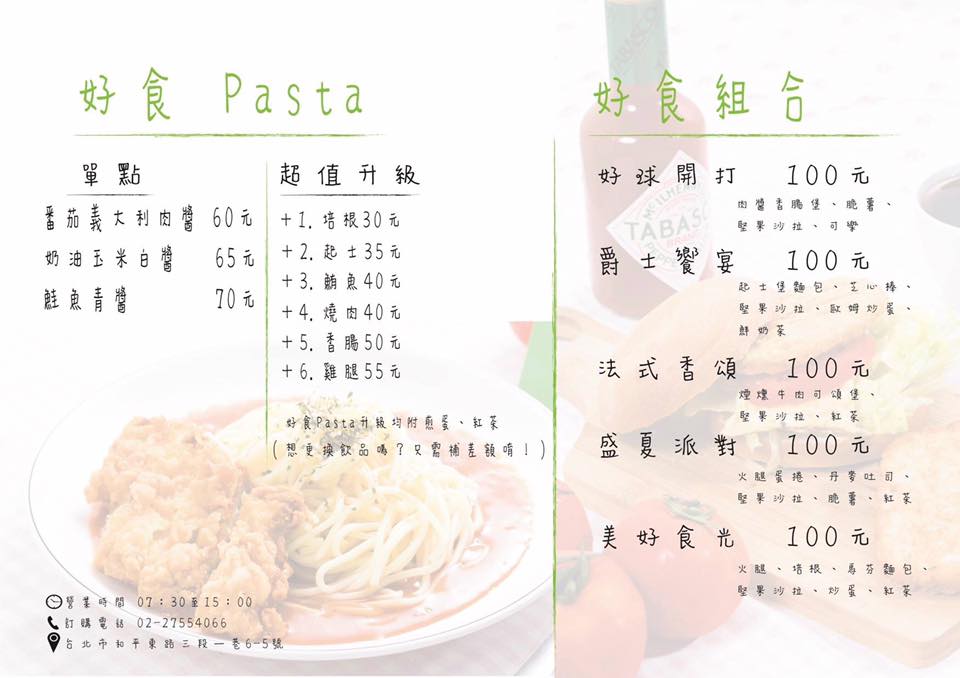 好食 Pasta
單點
番茄義大利肉醬 60元
奶油玉米白醬 65元
鮭魚青醬 70元
超值升級
+1. 培根30元
+2. 起士35元
+3. 鮪魚40元
+4. 燒肉40元
+5. 香腸50元
+6. 雞腿55元
好食Pasta升級均附煎蛋、紅茶
(想更換飲品嗎?只需補差額唷!)
營業時間 07:30至15:00
訂購電話 02-27554066
台北市和平東路三段一巷6-5號
好食組合
好球開打 100元
肉醬香腸堡、脆薯、
堅果沙拉、可樂
爵士饗宴 100元
起士堡麵包、芝心棒、
堅果沙拉、歐姆炒蛋、
鮮奶茶
法式香頌 100元
煙燻牛肉可頌堡、
堅果沙拉、紅茶
盛夏派對 100元
火腿蛋捲、丹麥吐司、
堅果沙拉、脆薯、紅茶
美好食光 100元
火腿、培根、馬芬麵包、
堅果沙拉、炒蛋、紅茶
TABASCO
McILHENNY
TABASCO